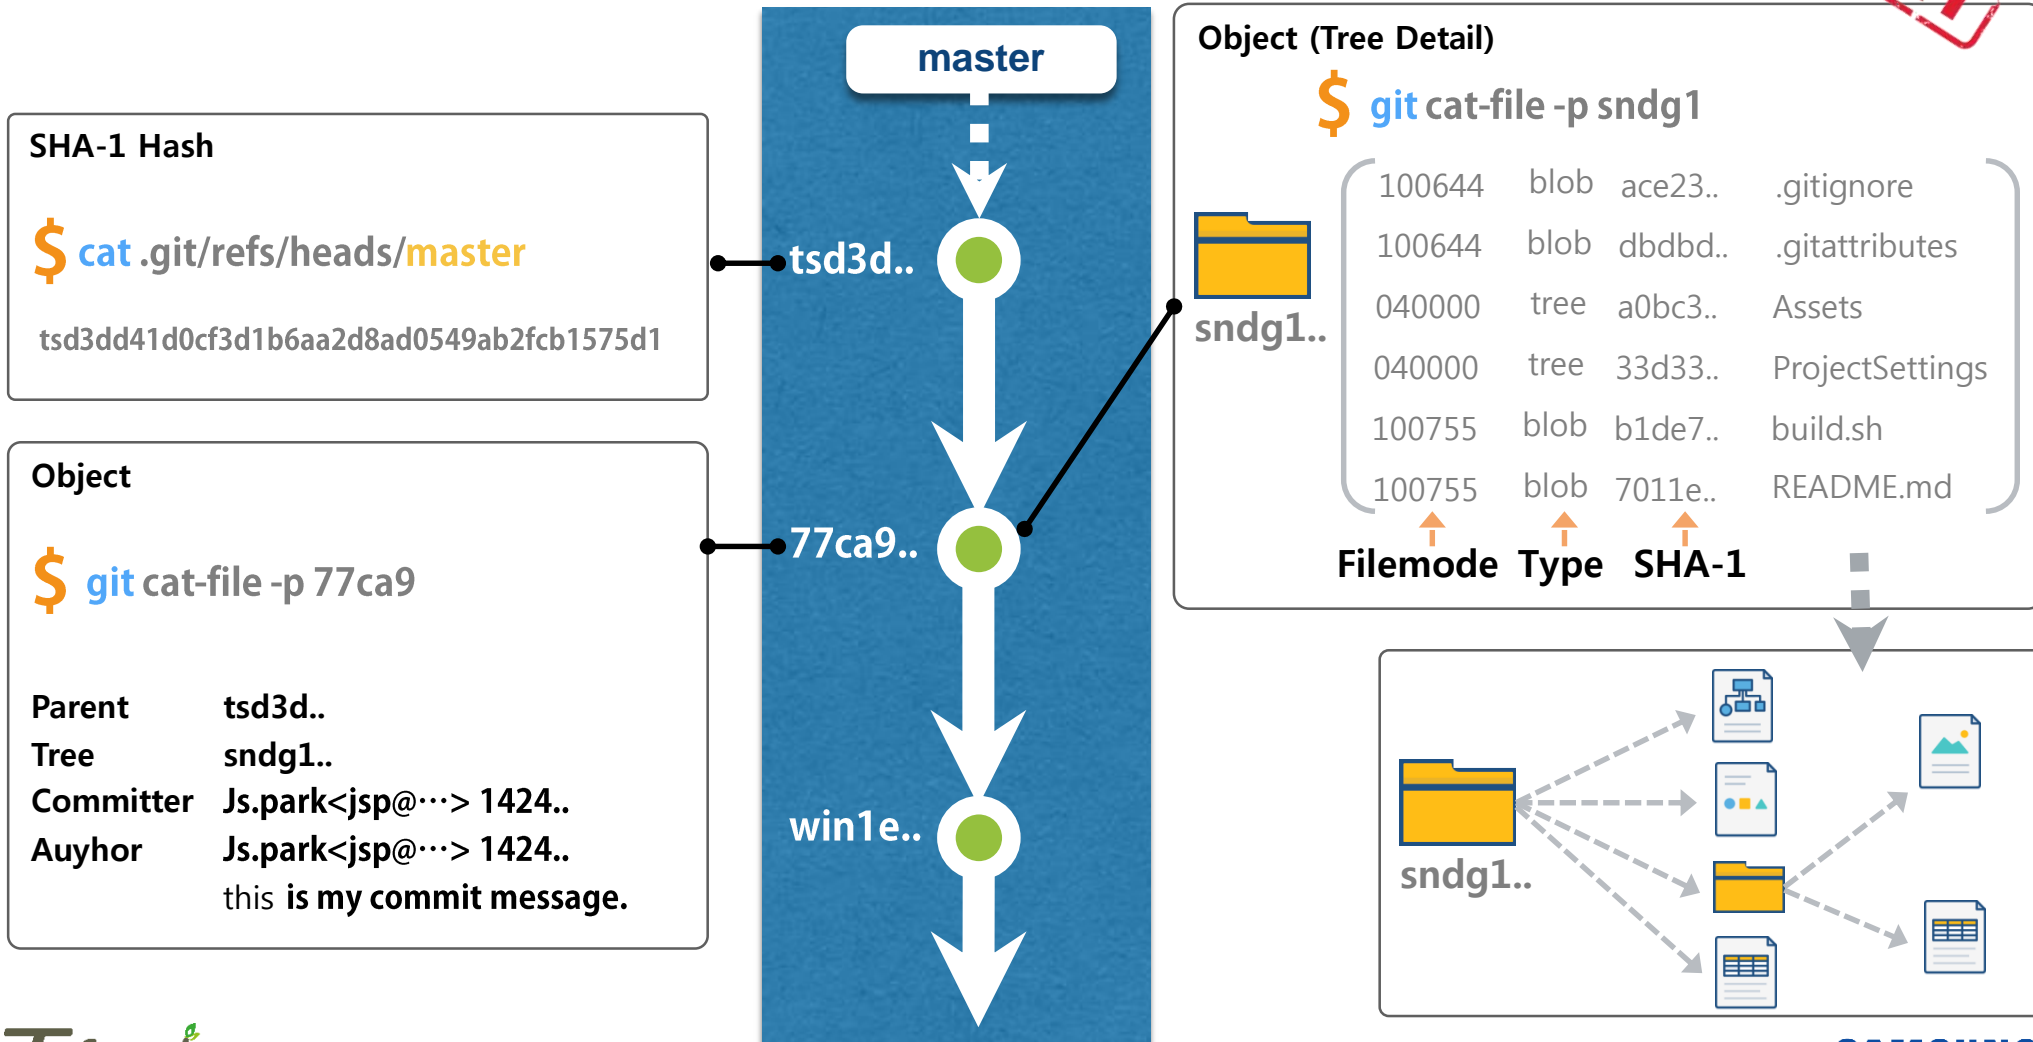 SHA-1 Hash
$ cat .git/refs/heads/master
tsd3dd41d0cf3d1b6aa2d8ad0549ab2fcb1575d1
Object
$ git cat-file -p 77ca9
Parent tsd3d..
Tree sndg1..
Committer Js.park<jsp@⋯> 1424..
Auyhor Js.park<jsp@⋯> 1424..
this is my commit message.
master
tsd3d..
77ca9..
win1e..
Object (Tree Detail)
$ git cat-file -p sndg1
sndg1..
100644 blob ace23.. .gitignore
100644 blob dbdbd.. .gitattributes
040000 tree a0bc3.. Assets
040000 tree 33d33.. ProjectSettings
100755 blob b1de7.. build.sh
100755 blob 7011e.. README.md
Filemode Type SHA-1
sndg1..